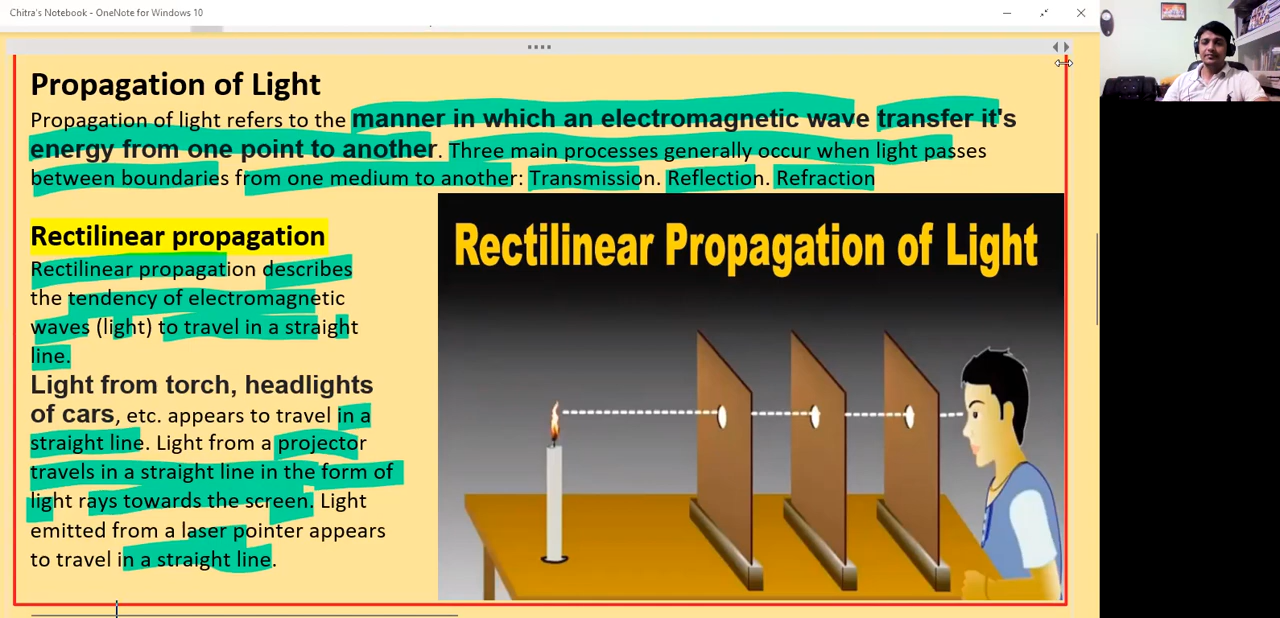 Chitra's Notebook - OneNote for Windows 10
Propagation of Light
Propagation of light refers to the manner in which an electromagnetic wave transfer it's
energy from one point to another. Three main processes generally occur when light passes
between boundaries from one medium to another: Transmission. Reflection. Refraction
Rectilinear propagation
Rectilinear propagation describes
the tendency of electromagnetic
waves (light) to travel in a straight
line.
Light from torch, headlights
of cars, etc. appears to travel in a
straight line. Light from a projector
travels in a straight line in the form of
light rays towards the screen. Light
emitted from a laser pointer appears
to travel in a straight line.
Rectilinear Propagation of Light